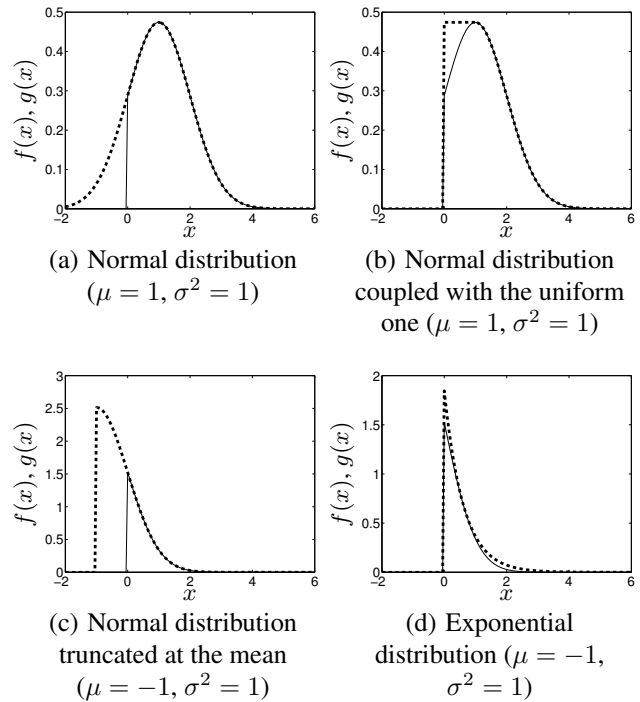 0.5
0.4
0.3
0.2
0.1
0
−2 0 2 4 6
f(x), g(x)
x
(a) Normal distribution
(μ = 1, σ² = 1)
0.5
0.4
0.3
0.2
0.1
0
−2 0 2 4 6
f(x), g(x)
x
(b) Normal distribution
coupled with the uniform
one (μ = 1, σ² = 1)
3
2.5
2
1.5
1
0.5
0
−2 0 2 4 6
f(x), g(x)
x
(c) Normal distribution
truncated at the mean
(μ = −1, σ² = 1)
2
1.5
1
0.5
0
−2 0 2 4 6
f(x), g(x)
x
(d) Exponential
distribution (μ = −1,
σ² = 1)